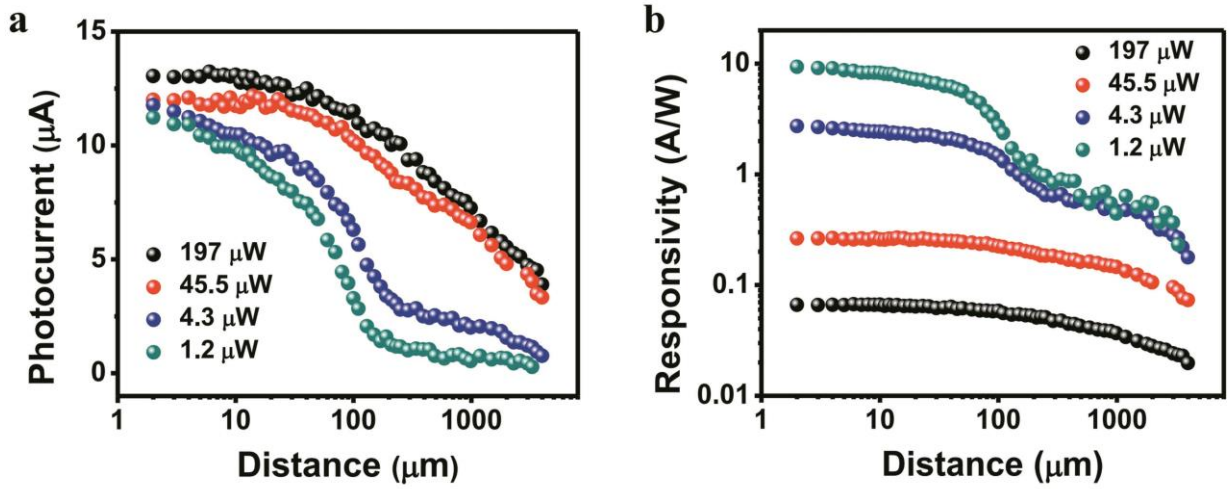 a
Photocurrrent (μA)
15
10
5
0
197 μW
45.5 μW
4.3 μW
1.2 μW
1
10
100
1000
Distance (μm)
b
Responsivity (A/W)
10
1
0.1
0.01
197 μW
45.5 μW
4.3 μW
1.2 μW
1
10
100
1000
Distance (μm)